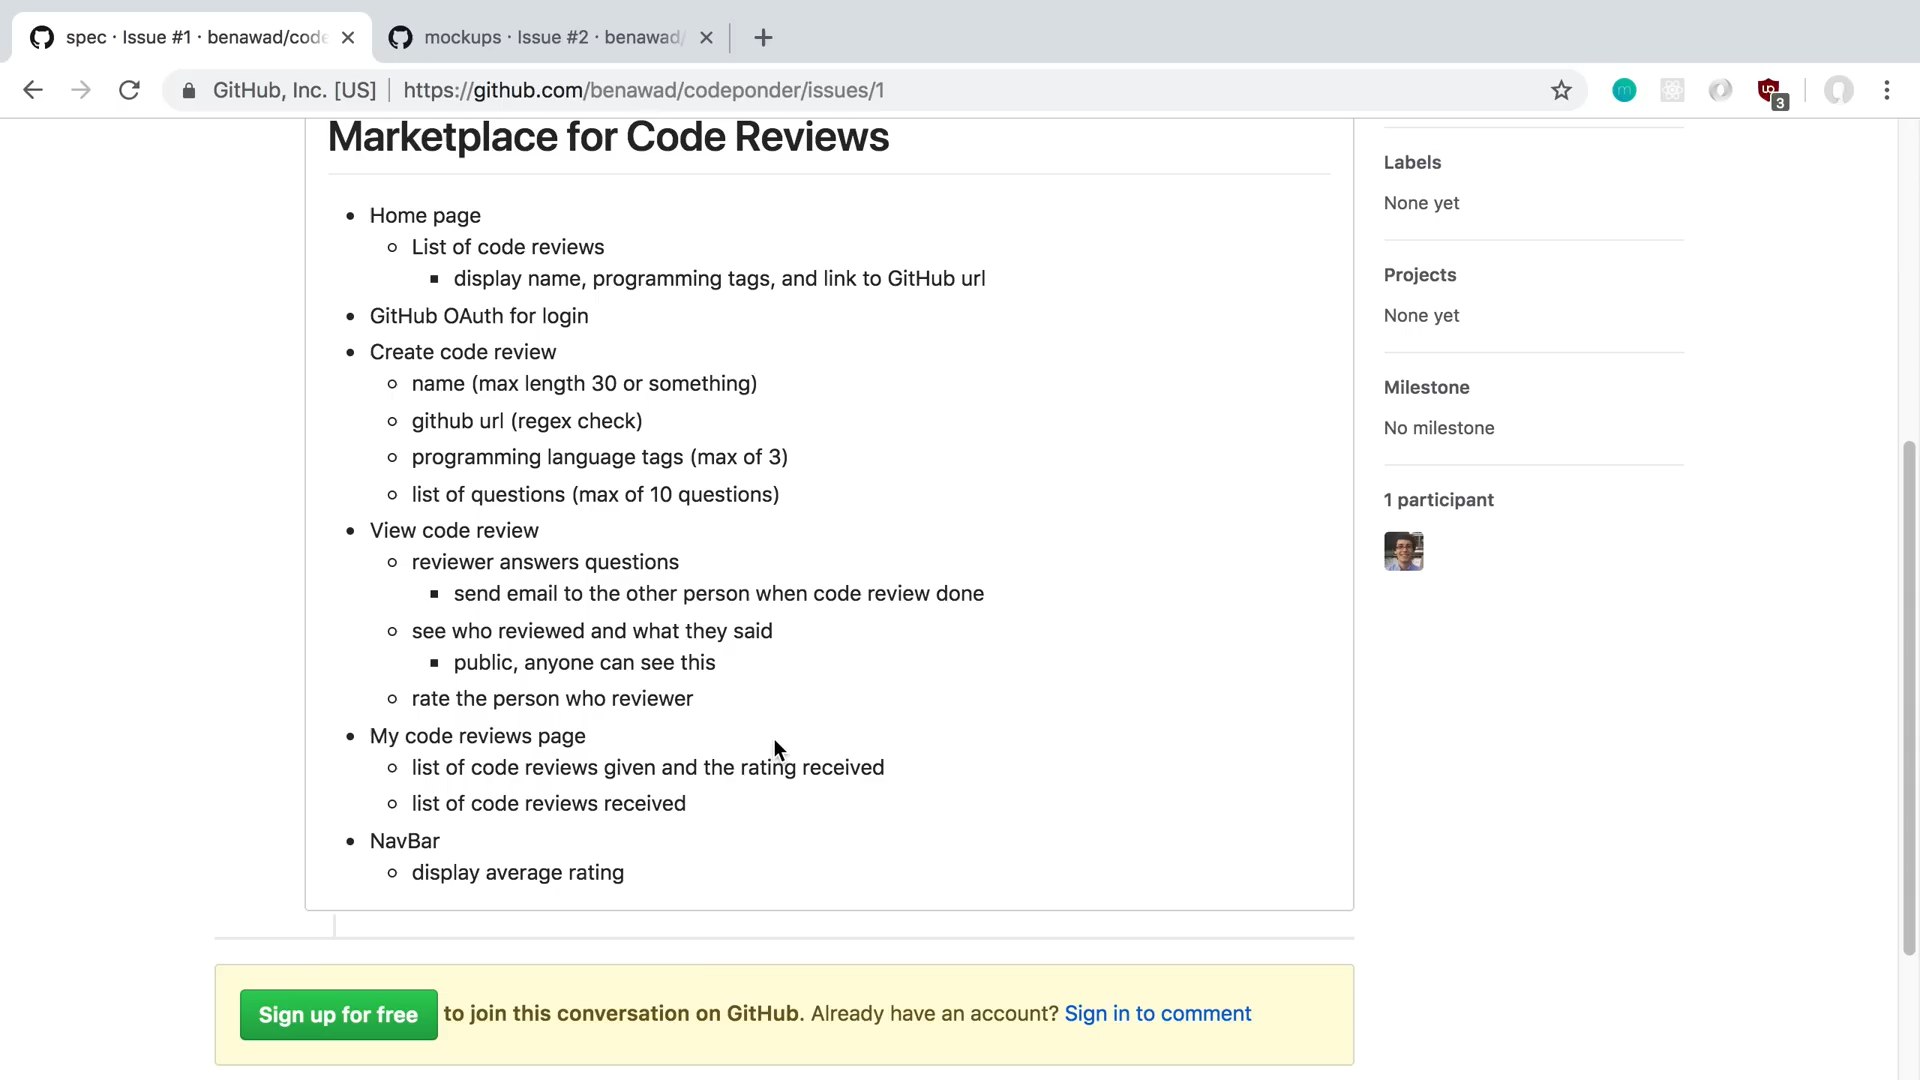 spec · Issue #1 · benawad/code
mockups · Issue #2 · benawad/
GitHub, Inc. [US]
https://github.com/benawad/codeponder/issues/1
3
Marketplace for Code Reviews
Home page
List of code reviews
display name, programming tags, and link to GitHub url
GitHub OAuth for login
Create code review
name (max length 30 or something)
github url (regex check)
programming language tags (max of 3)
list of questions (max of 10 questions)
View code review
reviewer answers questions
send email to the other person when code review done
see who reviewed and what they said
public, anyone can see this
rate the person who reviewer
My code reviews page
list of code reviews given and the rating received
list of code reviews received
NavBar
display average rating
Labels
None yet
Projects
None yet
Milestone
No milestone
1 participant
Sign up for free to join this conversation on GitHub. Already have an account? Sign in to comment